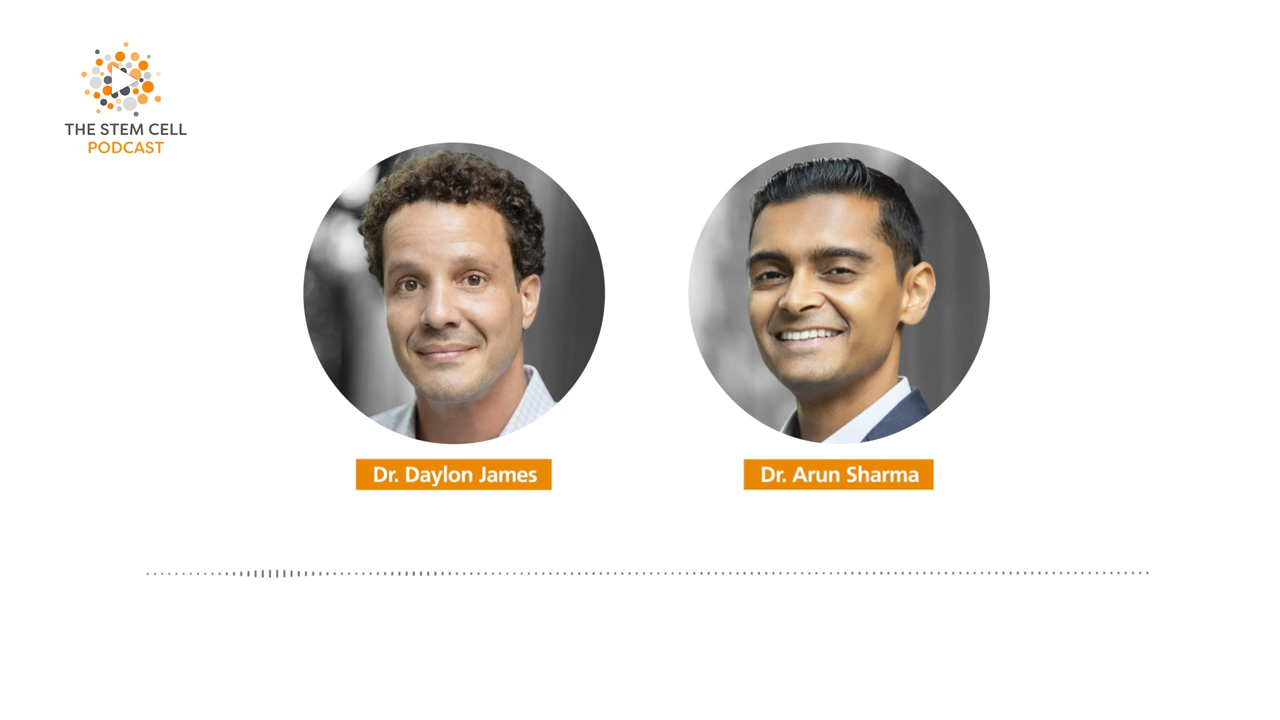 THE STEM CELL
PODCAST
Dr. Daylon James
Dr. Arun Sharma